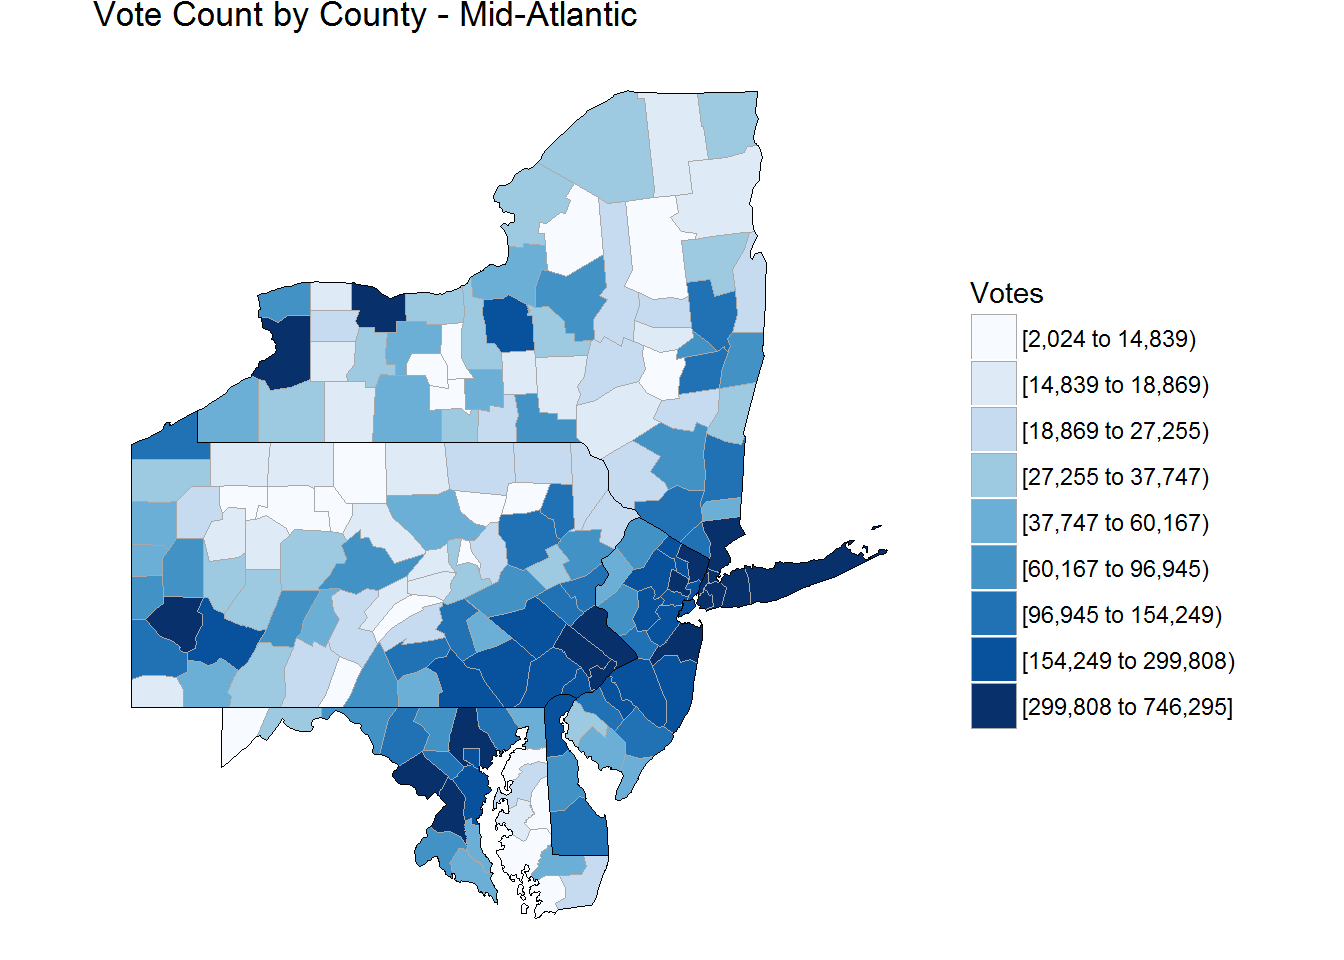 Vote Count by County - Mid-Atlantic
Votes
[2,024 to 14,839)
[14,839 to 18,869)
[18,869 to 27,255)
[27,255 to 37,747)
[37,747 to 60,167)
[60,167 to 96,945)
[96,945 to 154,249)
[154,249 to 299,808)
[299,808 to 746,295]